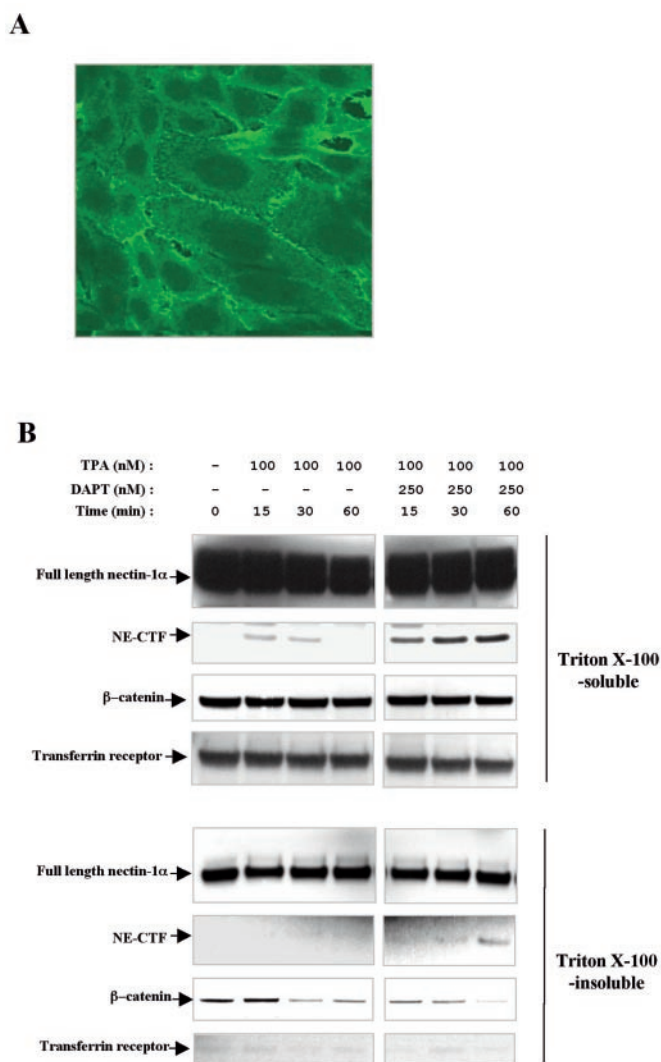 A
B
TPA (nM) : – 100 100 100 100 100 100
DAPT (nM) : – – – – 250 250 250
Time (min) : 0 15 30 60 15 30 60
Full length nectin-1α
NE-CTF
β–catenin
Transferrin receptor
Triton X-100
-soluble
Full length nectin-1α
NE-CTF
β–catenin
Transferrin receptor
Triton X-100
-insoluble